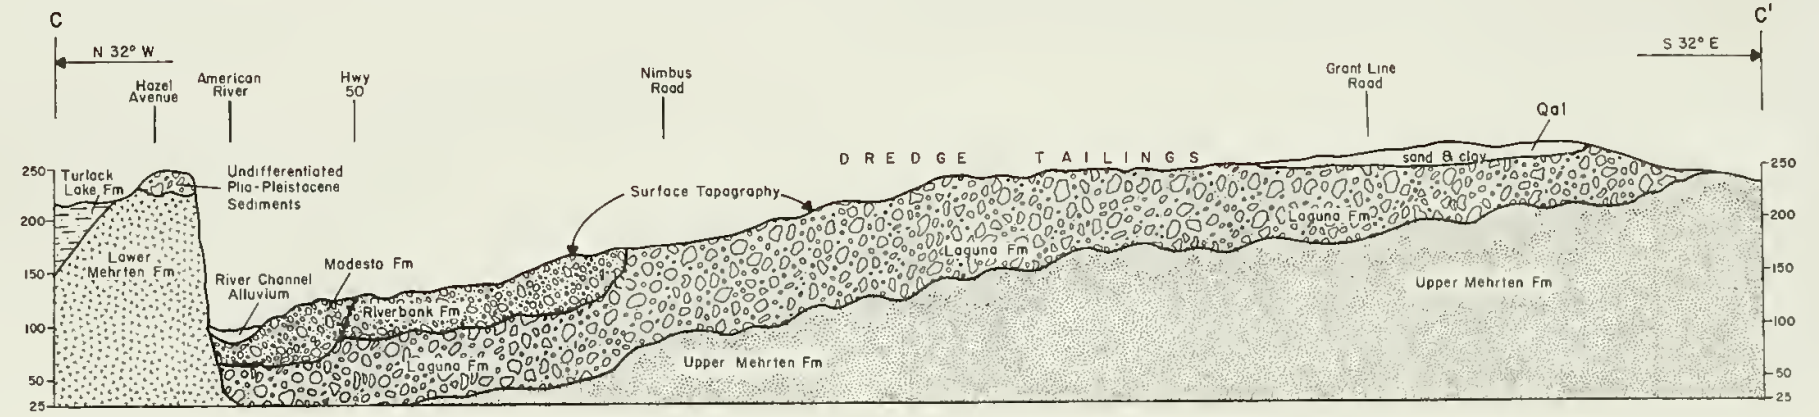 C
C'
N 32° W
S 32° E
Hazel
Avenue
American
River
Hwy
50
Nimbus
Road
Grant Line
Road
Qal
DREDGE TAILINGS
sand & clay
250
200
150
100
50
25
Turlock
Lake Fm
Undifferentiated
Plio-Pleistocene
Sediments
Surface Topography
Lower
Mehrten Fm
River Channel
Alluvium
Modesto Fm
Riverbank Fm
Laguna Fm
Laguna Fm
Laguna Fm
Upper Mehrten Fm
Upper Mehrten Fm
250
200
150
100
50
25